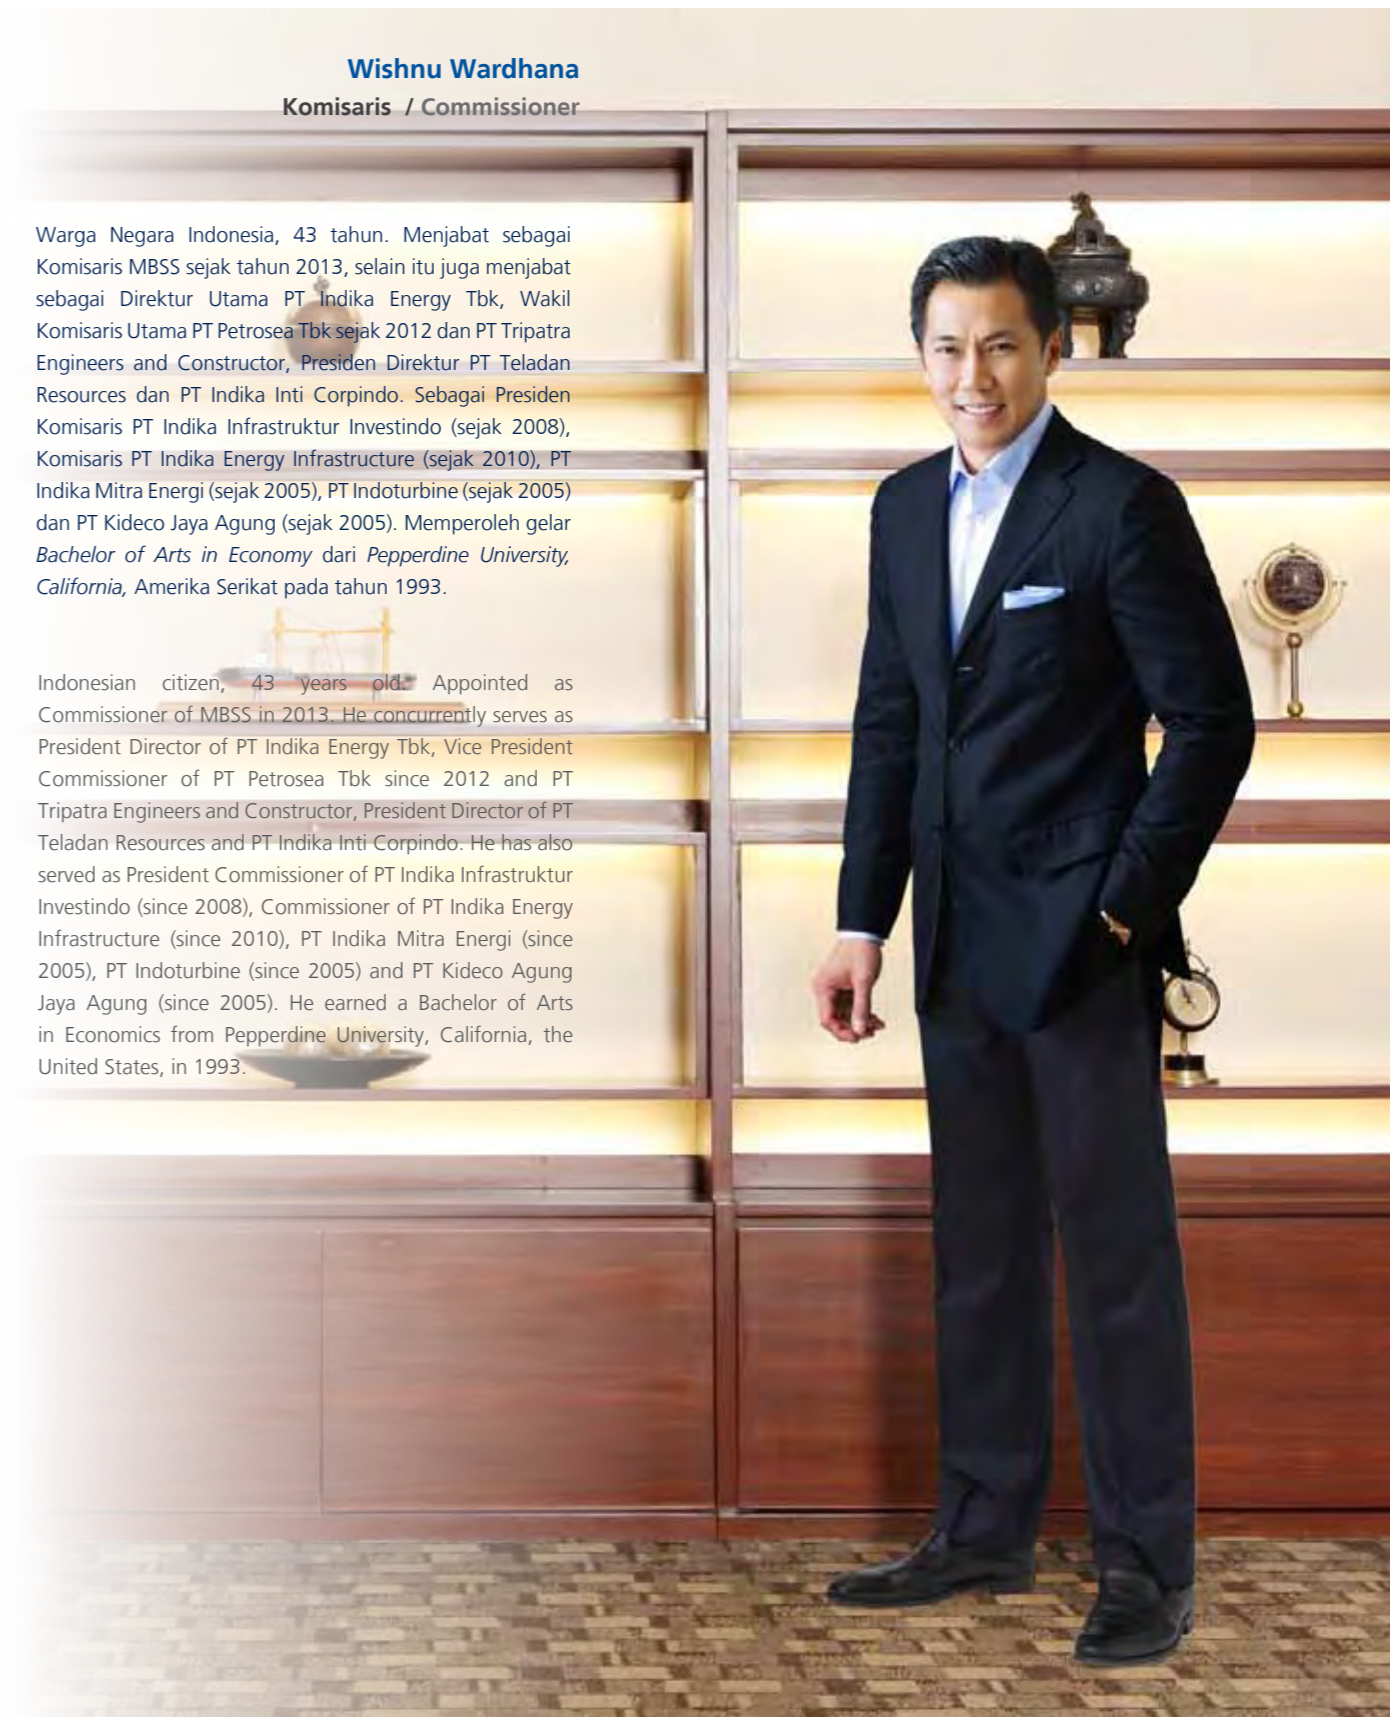 Wishnu Wardhana
Komisaris / Commissioner
Warga Negara Indonesia, 43 tahun. Menjabat sebagai
Komisaris MBSS sejak tahun 2013, selain itu juga menjabat
sebagai Direktur Utama PT Indika Energy Tbk, Wakil
Komisaris Utama PT Petrosea Tbk sejak 2012 dan PT Tripatra
Engineers and Constructor, Presiden Direktur PT Teladan
Resources dan PT Indika Inti Corpindo. Sebagai Presiden
Komisaris PT Indika Infrastruktur Investindo (sejak 2008),
Komisaris PT Indika Energy Infrastructure (sejak 2010), PT
Indika Mitra Energi (sejak 2005), PT Indoturbine (sejak 2005)
dan PT Kideco Jaya Agung (sejak 2005). Memperoleh gelar
Bachelor of Arts in Economy dari Pepperdine University,
California, Amerika Serikat pada tahun 1993.
Indonesian citizen, 43 years old. Appointed as
Commissioner of MBSS in 2013. He concurrently serves as
President Director of PT Indika Energy Tbk, Vice President
Commissioner of PT Petrosea Tbk since 2012 and PT
Tripatra Engineers and Constructor, President Director of PT
Teladan Resources and PT Indika Inti Corpindo. He has also
served as President Commissioner of PT Indika Infrastruktur
Investindo (since 2008), Commissioner of PT Indika Energy
Infrastructure (since 2010), PT Indika Mitra Energi (since
2005), PT Indoturbine (since 2005) and PT Kideco Agung
Jaya Agung (since 2005). He earned a Bachelor of Arts
in Economics from Pepperdine University, California, the
United States, in 1993.